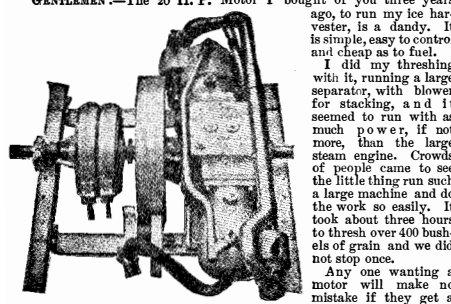 GENTLEMEN:—The 20 H. P. Motor I bought of you three years
ago, to run my ice har-
vester, is a dandy. It
is simple, easy to control
and cheap as to fuel.
I did my threshing
with it, running a large
separator, with blower
for stacking, and it
seemed to run with as
much power, if not
more, than the large
steam engine. Crowds
of people came to see
the little thing run such
a large machine and do
the work so easily. It
took about three hours
to thresh over 400 bush-
els of grain and we did
not stop once.
Any one wanting a
motor will make no
mistake if they get a